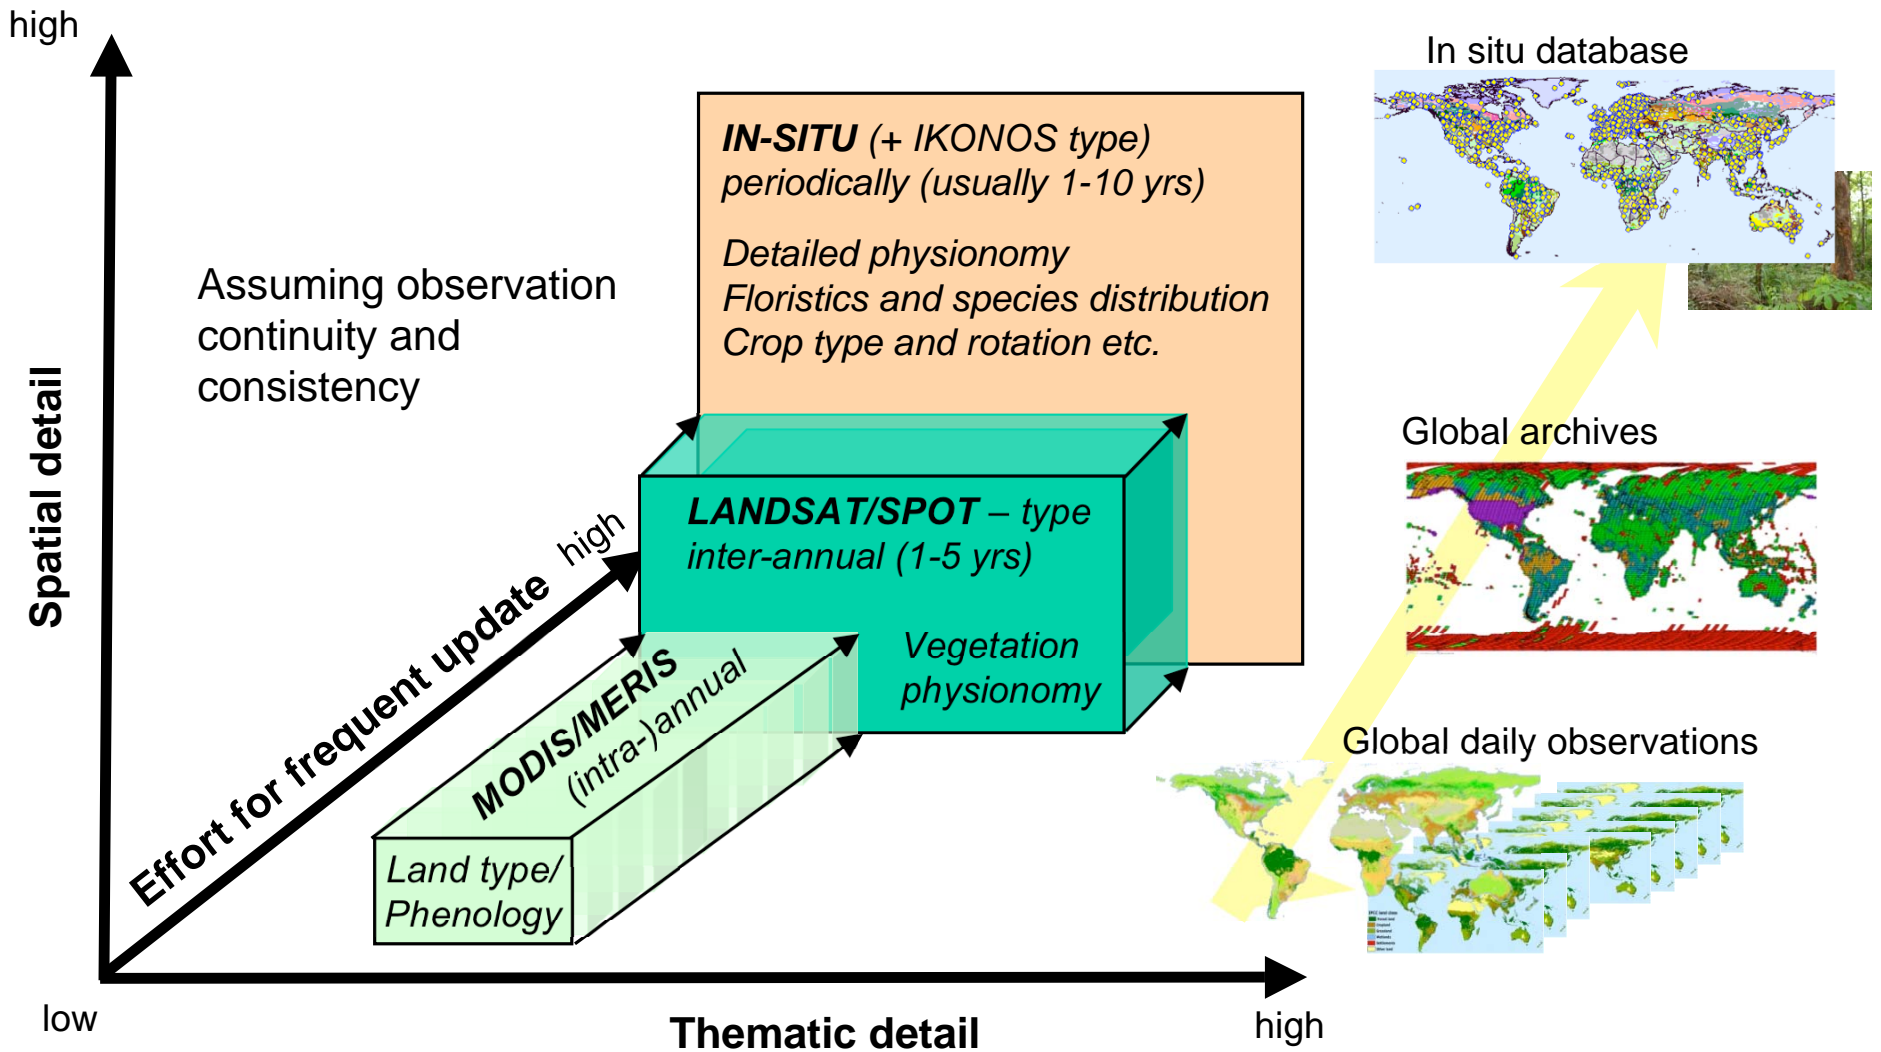 high
In situ database
IN-SITU (+ IKONOS type)
periodically (usually 1-10 yrs)
Detailed physionomy
Floristics and species distribution
Crop type and rotation etc.
Assuming observation
continuity and
consistency
Spatial detail
Global archives
LANDSAT/SPOT – type
inter-annual (1-5 yrs)
high
Effort for frequent update
Vegetation
physionomy
MODIS/MERIS
(intra-)annual
Global daily observations
Land type/
Phenology
low
Thematic detail
high